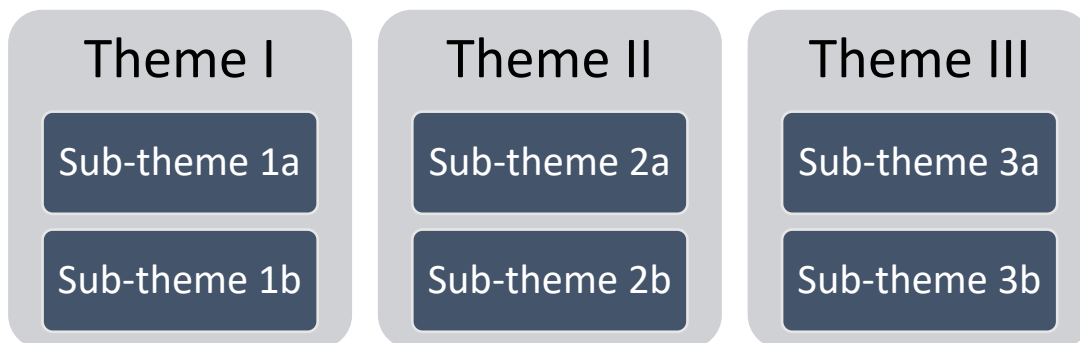 Theme I
Sub-theme 1a
Sub-theme 1b
Theme II
Sub-theme 2a
Sub-theme 2b
Theme III
Sub-theme 3a
Sub-theme 3b